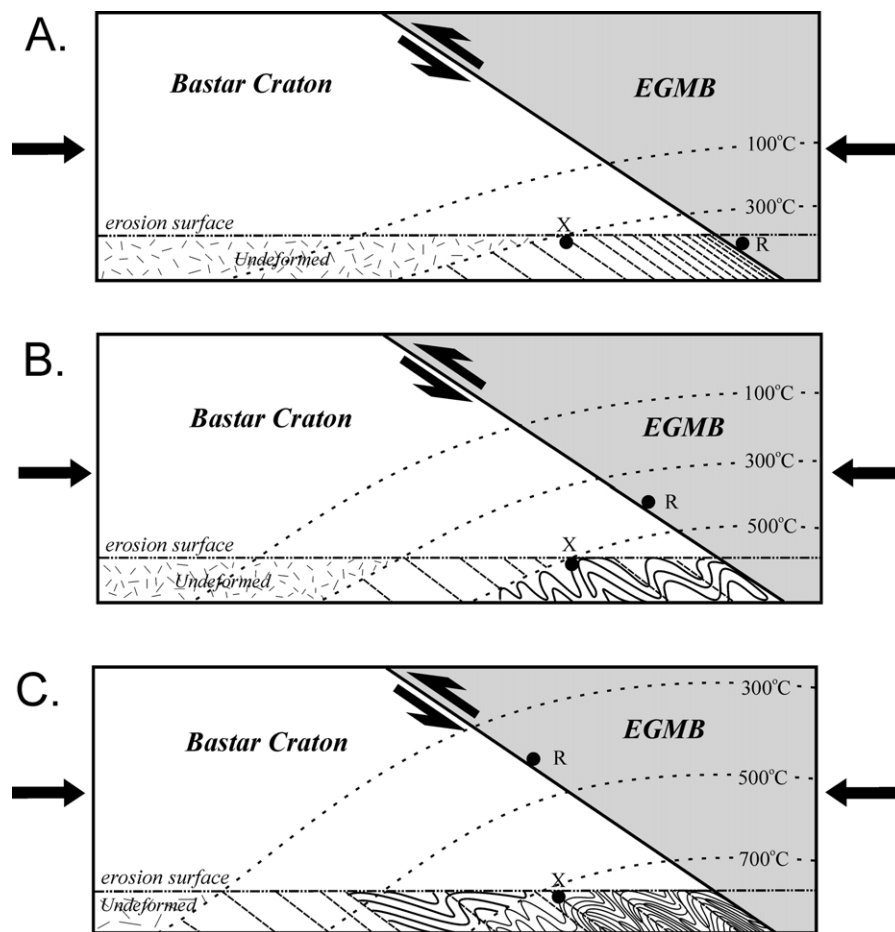 A.
Bastar Craton
EGMB
100°C
300°C
erosion surface
X
R
Undeformed
B.
Bastar Craton
EGMB
100°C
300°C
R
500°C
erosion surface
X
Undeformed
C.
300°C
Bastar Craton
EGMB
R
500°C
700°C
erosion surface
X
Undeformed